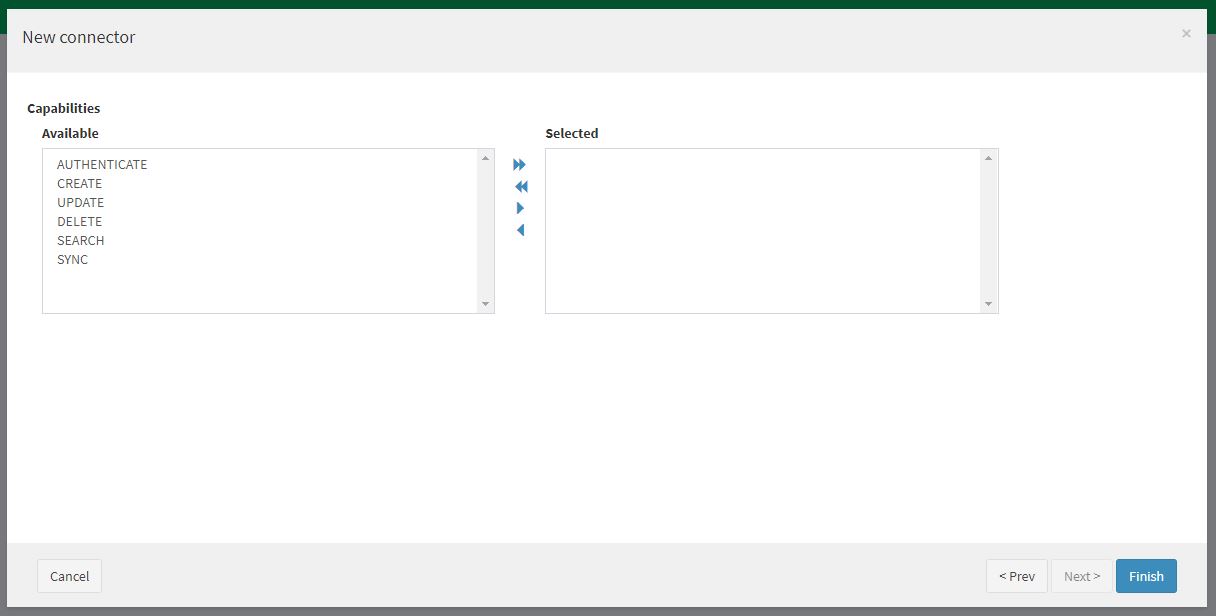 New connector
×
Capabilities
Available
Selected
AUTHENTICATE
CREATE
UPDATE
DELETE
SEARCH
SYNC
Cancel
< Prev
Next >
Finish